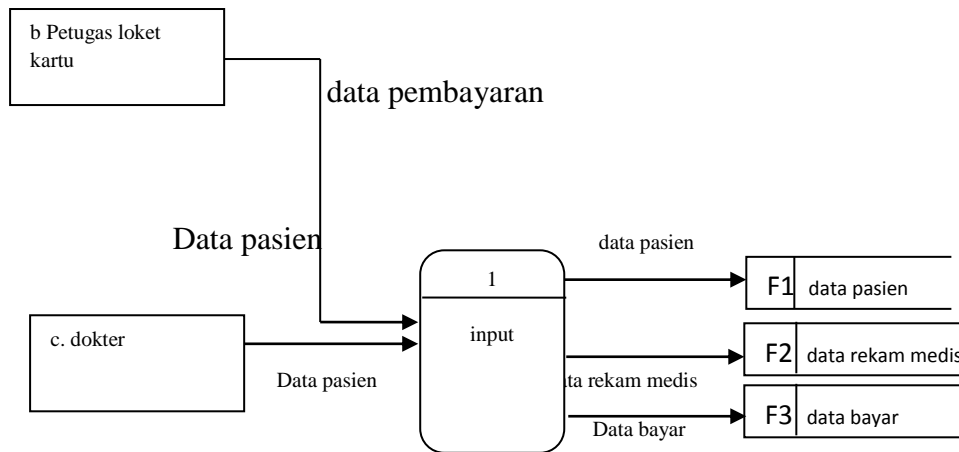 b Petugas loket
kartu
data pembayaran
Data pasien
data pasien
1
F1 data pasien
c. dokter
input
F2 data rekam medis
Data pasien
rekam medis
F3 data bayar
Data bayar